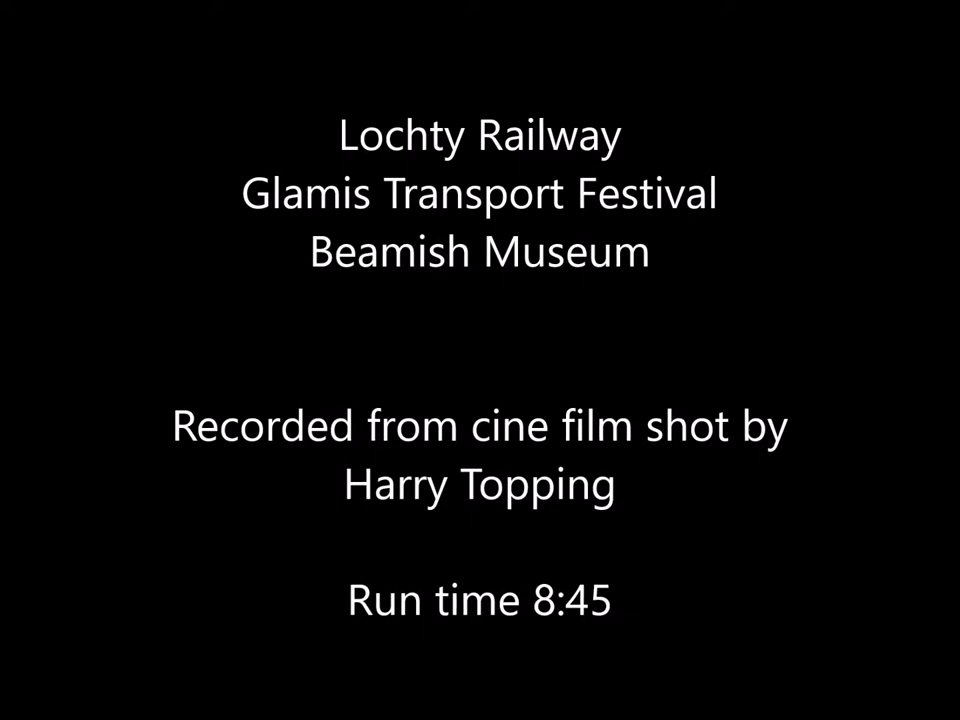 Lochty Railway
Glamis Transport Festival
Beamish Museum
Recorded from cine film shot by
Harry Topping
Run time 8:45